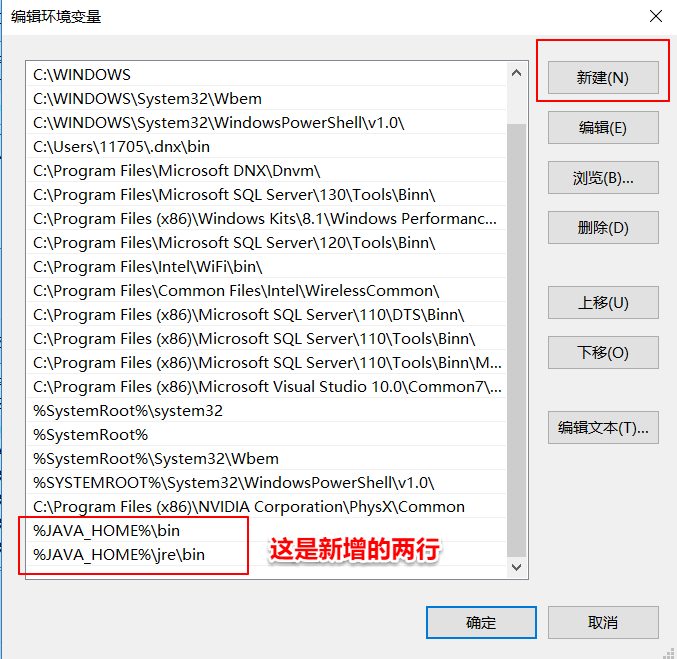 编辑环境变量
C:\WINDOWS
C:\WINDOWS\System32\Wbem
C:\WINDOWS\System32\WindowsPowerShell\v1.0\
C:\Users\11705\.dnx\bin
C:\Program Files\Microsoft DNX\Dnvm\
C:\Program Files\Microsoft SQL Server\130\Tools\Binn\
C:\Program Files (x86)\Windows Kits\8.1\Windows Performanc...
C:\Program Files\Microsoft SQL Server\120\Tools\Binn\
C:\Program Files\Intel\WiFi\bin\
C:\Program Files\Common Files\Intel\WirelessCommon\
C:\Program Files (x86)\Microsoft SQL Server\110\DTS\Binn\
C:\Program Files (x86)\Microsoft SQL Server\110\Tools\Binn\
C:\Program Files (x86)\Microsoft SQL Server\110\Tools\Binn\M...
C:\Program Files (x86)\Microsoft Visual Studio 10.0\Common7\...
%SystemRoot%\system32
%SystemRoot%
%SystemRoot%\System32\Wbem
%SYSTEMROOT%\System32\WindowsPowerShell\v1.0\
C:\Program Files (x86)\NVIDIA Corporation\PhysX\Common
%JAVA_HOME%\bin
%JAVA_HOME%\jre\bin
这是新增的两行
新建(N)
编辑(E)
浏览(B)...
删除(D)
上移(U)
下移(O)
编辑文本(T)...
确定
取消